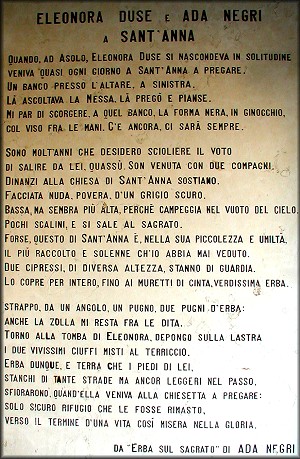 ELEONORA DUSE E ADA NEGRI
A SANT'ANNA
QUANDO, AD ASOLO, ELEONORA DUSE SI NASCONDEVA IN SOLITUDINE
VENIVA QUASI OGNI GIORNO A SANT'ANNA A PREGARE.
UN BANCO PRESSO L'ALTARE, A SINISTRA.
LÀ ASCOLTAVA LA MESSA, LÀ PREGÒ E PIANSE.
MI PAR DI SCORGERE, A QUEL BANCO, LA FORMA NERA, IN GINOCCHIO,
COL VISO FRA LE MANI. C'E ANCORA, CI SARÀ SEMPRE.
SONO MOLT'ANNI CHE DESIDERO SCIOLIERE IL VOTO
DI SALIRE DA LEI, QUASSÙ. SON VENUTA CON DUE COMPAGNI.
DINANZI ALLA CHIESA DI SANT'ANNA SOSTIAMO.
FACCIATA NUDA, POVERA, D'UN GRIGIO SCURO.
BASSA, MA SEMBRA PIÙ ALTA, PERCHÈ CAMPEGGIA NEL VUOTO DEL CIELO.
POCHI SCALINI, E SI SALE AL SAGRATO.
FORSE, QUESTO DI SANT'ANNA È, NELLA SUA PICCOLEZZA E UMILTÀ,
IL PIÙ RACCOLTO E SOLENNE CH'IO ABBIA MAI VEDUTO.
DUE CIPRESSI, DI DIVERSA ALTEZZA, STANNO DI GUARDIA.
LO COPRE PER INTERO, FINO AI MURETTI DI CINTA, VERDISSIMA ERBA.
STRAPPO, DA UN ANGOLO, UN PUGNO, DUE PUGNI D'ERBA:
ANCHE LA ZOLLA MI RESTA FRA LE DITA.
TORNO ALLA TOMBA DI ELEONORA, DEPONGO SULLA LASTRA
I DUE VIVISSIMI CIUFFI MISTI AL TERRICCIO.
ERBA DUNQUE, E TERRA CHE I PIEDI DI LEI,
STANCHI DI TANTE STRADE MA ANCOR LEGGERI NEL PASSO,
SFIORARONO, QUAND'ELLA VENIVA ALLA CHIESETTA A PREGARE:
SOLO SICURO RIFUGIO CHE LE FOSSE RIMASTO,
VERSO IL TERMINE D'UNA VITA COSÌ MISERA NELLA GLORIA.
DA "ERBA SUL SAGRATO" DI ADA NEGRI